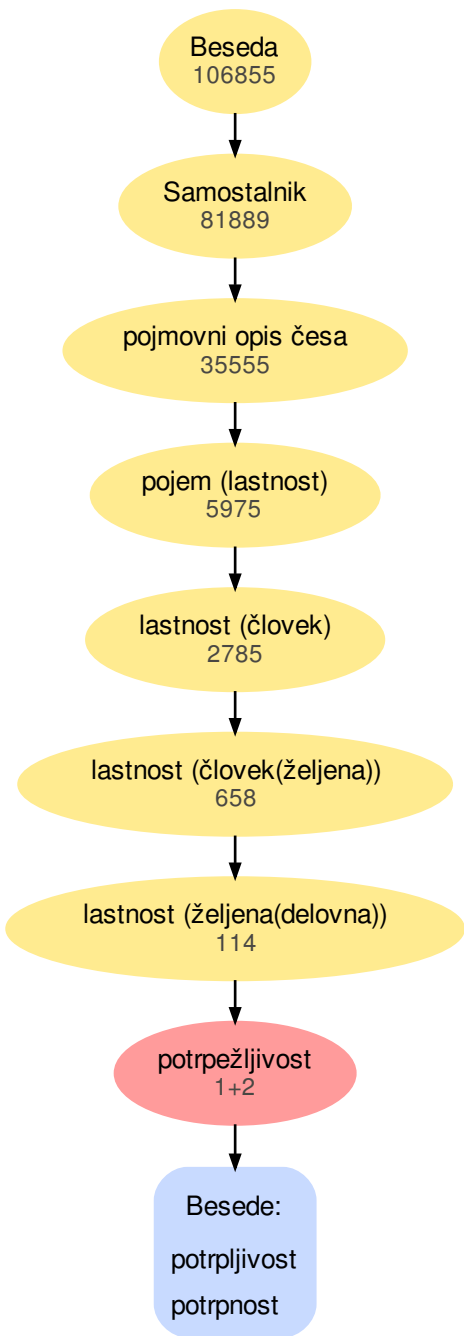 Beseda
106855
Samostalnik
81889
pojmovni opis česa
35555
pojem (lastnost)
5975
lastnost (človek)
2785
lastnost (človek(željena))
658
lastnost (željena(delovna))
114
potrpežljivost
1+2
Besede:
potrpljivost
potrpnost